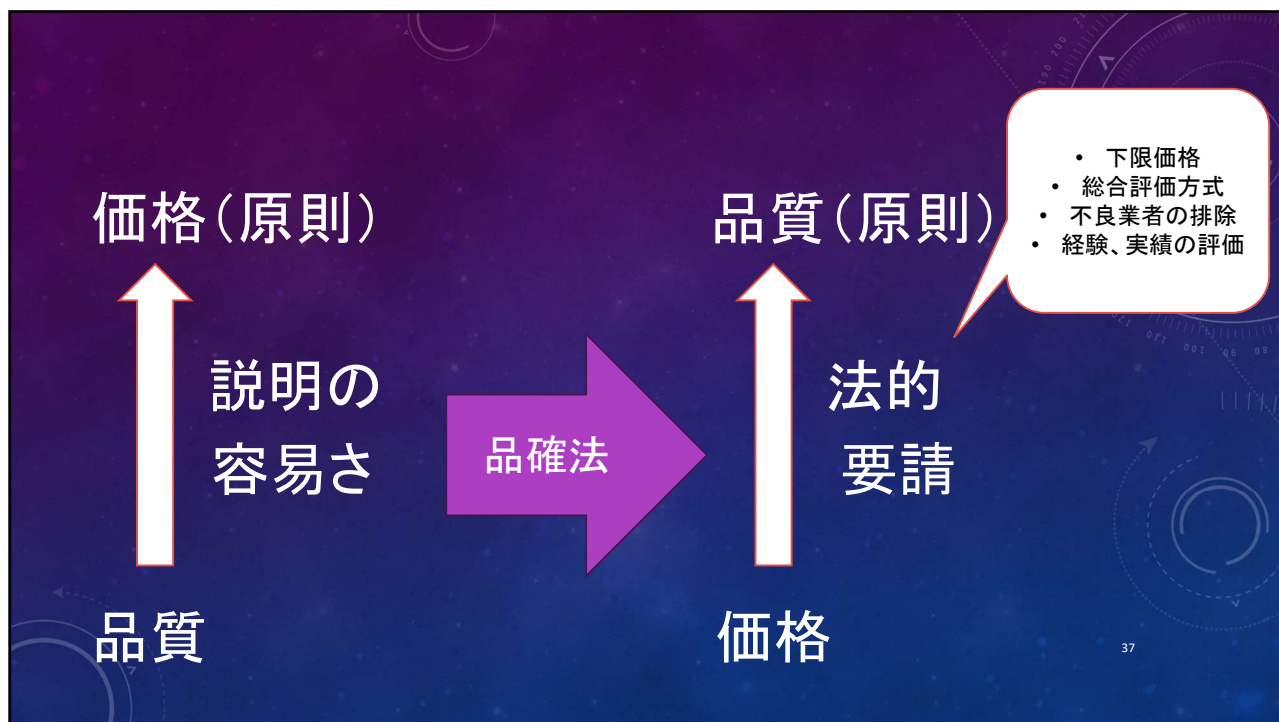 価格（原則）
説明の
容易さ
品質
品確法
品質（原則）
法的
要請
価格
• 下限価格
• 総合評価方式
• 不良業者の排除
• 経験、実績の評価
37